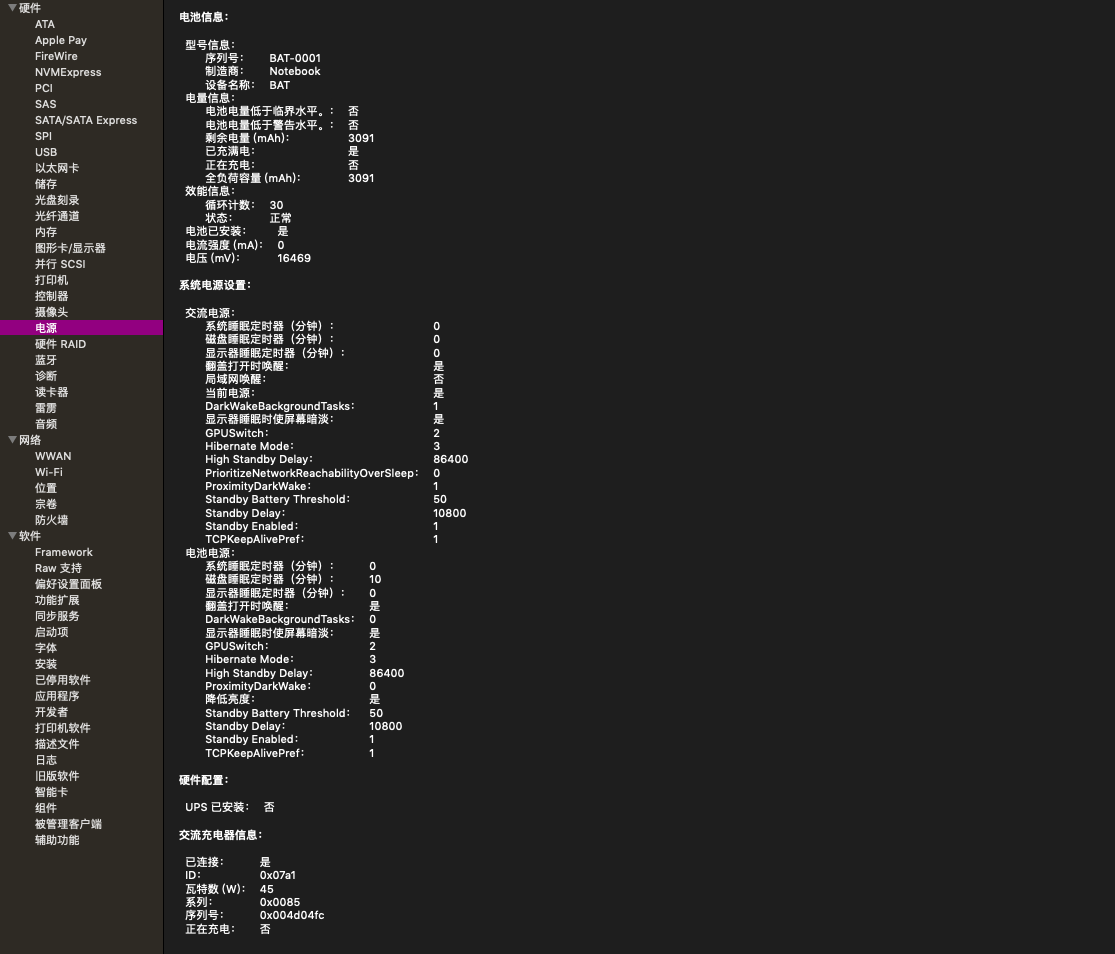 硬件
ATA
Apple Pay
FireWire
NVMExpress
PCI
SAS
SATA/SATA Express
SPI
USB
以太网卡
储存
光盘刻录
光纤通道
内存
图形卡/显示器
并行 SCSI
打印机
控制器
摄像头
电源
硬件 RAID
蓝牙
诊断
读卡器
雷雳
音频
网络
WWAN
Wi-Fi
位置
宗卷
防火墙
软件
Framework
Raw 支持
偏好设置面板
功能扩展
同步服务
启动项
字体
安装
已停用软件
应用程序
开发者
打印机软件
描述文件
日志
旧版软件
智能卡
组件
被管理客户端
辅助功能
电池信息:
型号信息:
序列号: BAT-0001
制造商: Notebook
设备名称: BAT
电量信息:
电池电量低于临界水平。: 否
电池电量低于警告水平。: 否
剩余电量 (mAh): 3091
已充满电: 是
正在充电: 否
全负荷容量 (mAh): 3091
效能信息:
循环计数: 30
状态: 正常
电池已安装: 是
电流强度 (mA): 0
电压 (mV): 16469
系统电源设置:
交流电源:
系统睡眠定时器（分钟）: 0
磁盘睡眠定时器（分钟）: 0
显示器睡眠定时器（分钟）: 0
翻盖打开时唤醒: 是
局域网唤醒: 否
当前电源: 是
DarkWakeBackgroundTasks: 1
显示器睡眠时使屏幕暗淡: 是
GPUSwitch: 2
Hibernate Mode: 3
High Standby Delay: 86400
PrioritizeNetworkReachabilityOverSleep: 0
ProximityDarkWake: 1
Standby Battery Threshold: 50
Standby Delay: 10800
Standby Enabled: 1
TCPKeepAlivePref: 1
电池电源:
系统睡眠定时器（分钟）: 0
磁盘睡眠定时器（分钟）: 10
显示器睡眠定时器（分钟）: 0
翻盖打开时唤醒: 是
DarkWakeBackgroundTasks: 0
显示器睡眠时使屏幕暗淡: 是
GPUSwitch: 2
Hibernate Mode: 3
High Standby Delay: 86400
ProximityDarkWake: 0
降低亮度: 是
Standby Battery Threshold: 50
Standby Delay: 10800
Standby Enabled: 1
TCPKeepAlivePref: 1
硬件配置:
UPS 已安装: 否
交流充电器信息:
已连接: 是
ID: 0x07a1
瓦特数 (W): 45
系列: 0x0085
序列号: 0x004d04fc
正在充电: 否